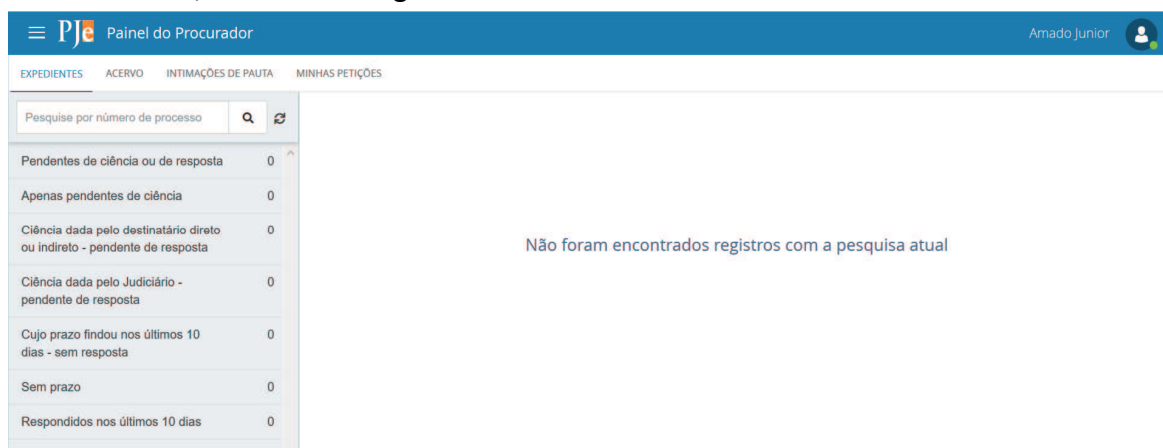 PJe Painel do Procurador
Amado Junior
EXPEDIENTES ACERVO INTIMAÇÕES DE PAUTA MINHAS PETIÇÕES
Pesquise por número de processo
Pendentes de ciência ou de resposta 0
Apenas pendentes de ciência 0
Ciência dada pelo destinatário direto 0
ou indireto - pendente de resposta
Ciência dada pelo Judiciário - 0
pendente de resposta
Cujo prazo findou nos últimos 10 0
dias - sem resposta
Sem prazo 0
Respondidos nos últimos 10 dias 0
Não foram encontrados registros com a pesquisa atual